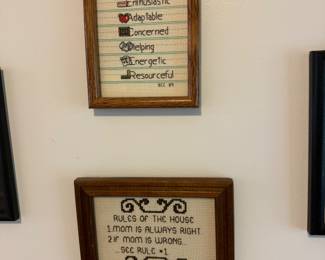 Enthusiastic
Adaptable
Concerned
Helping
Energetic
Resourceful
RULES OF THE HOUSE
1.MOM IS ALWAYS RIGHT
2.IF MOM IS WRONG...
...SEE RULE #1